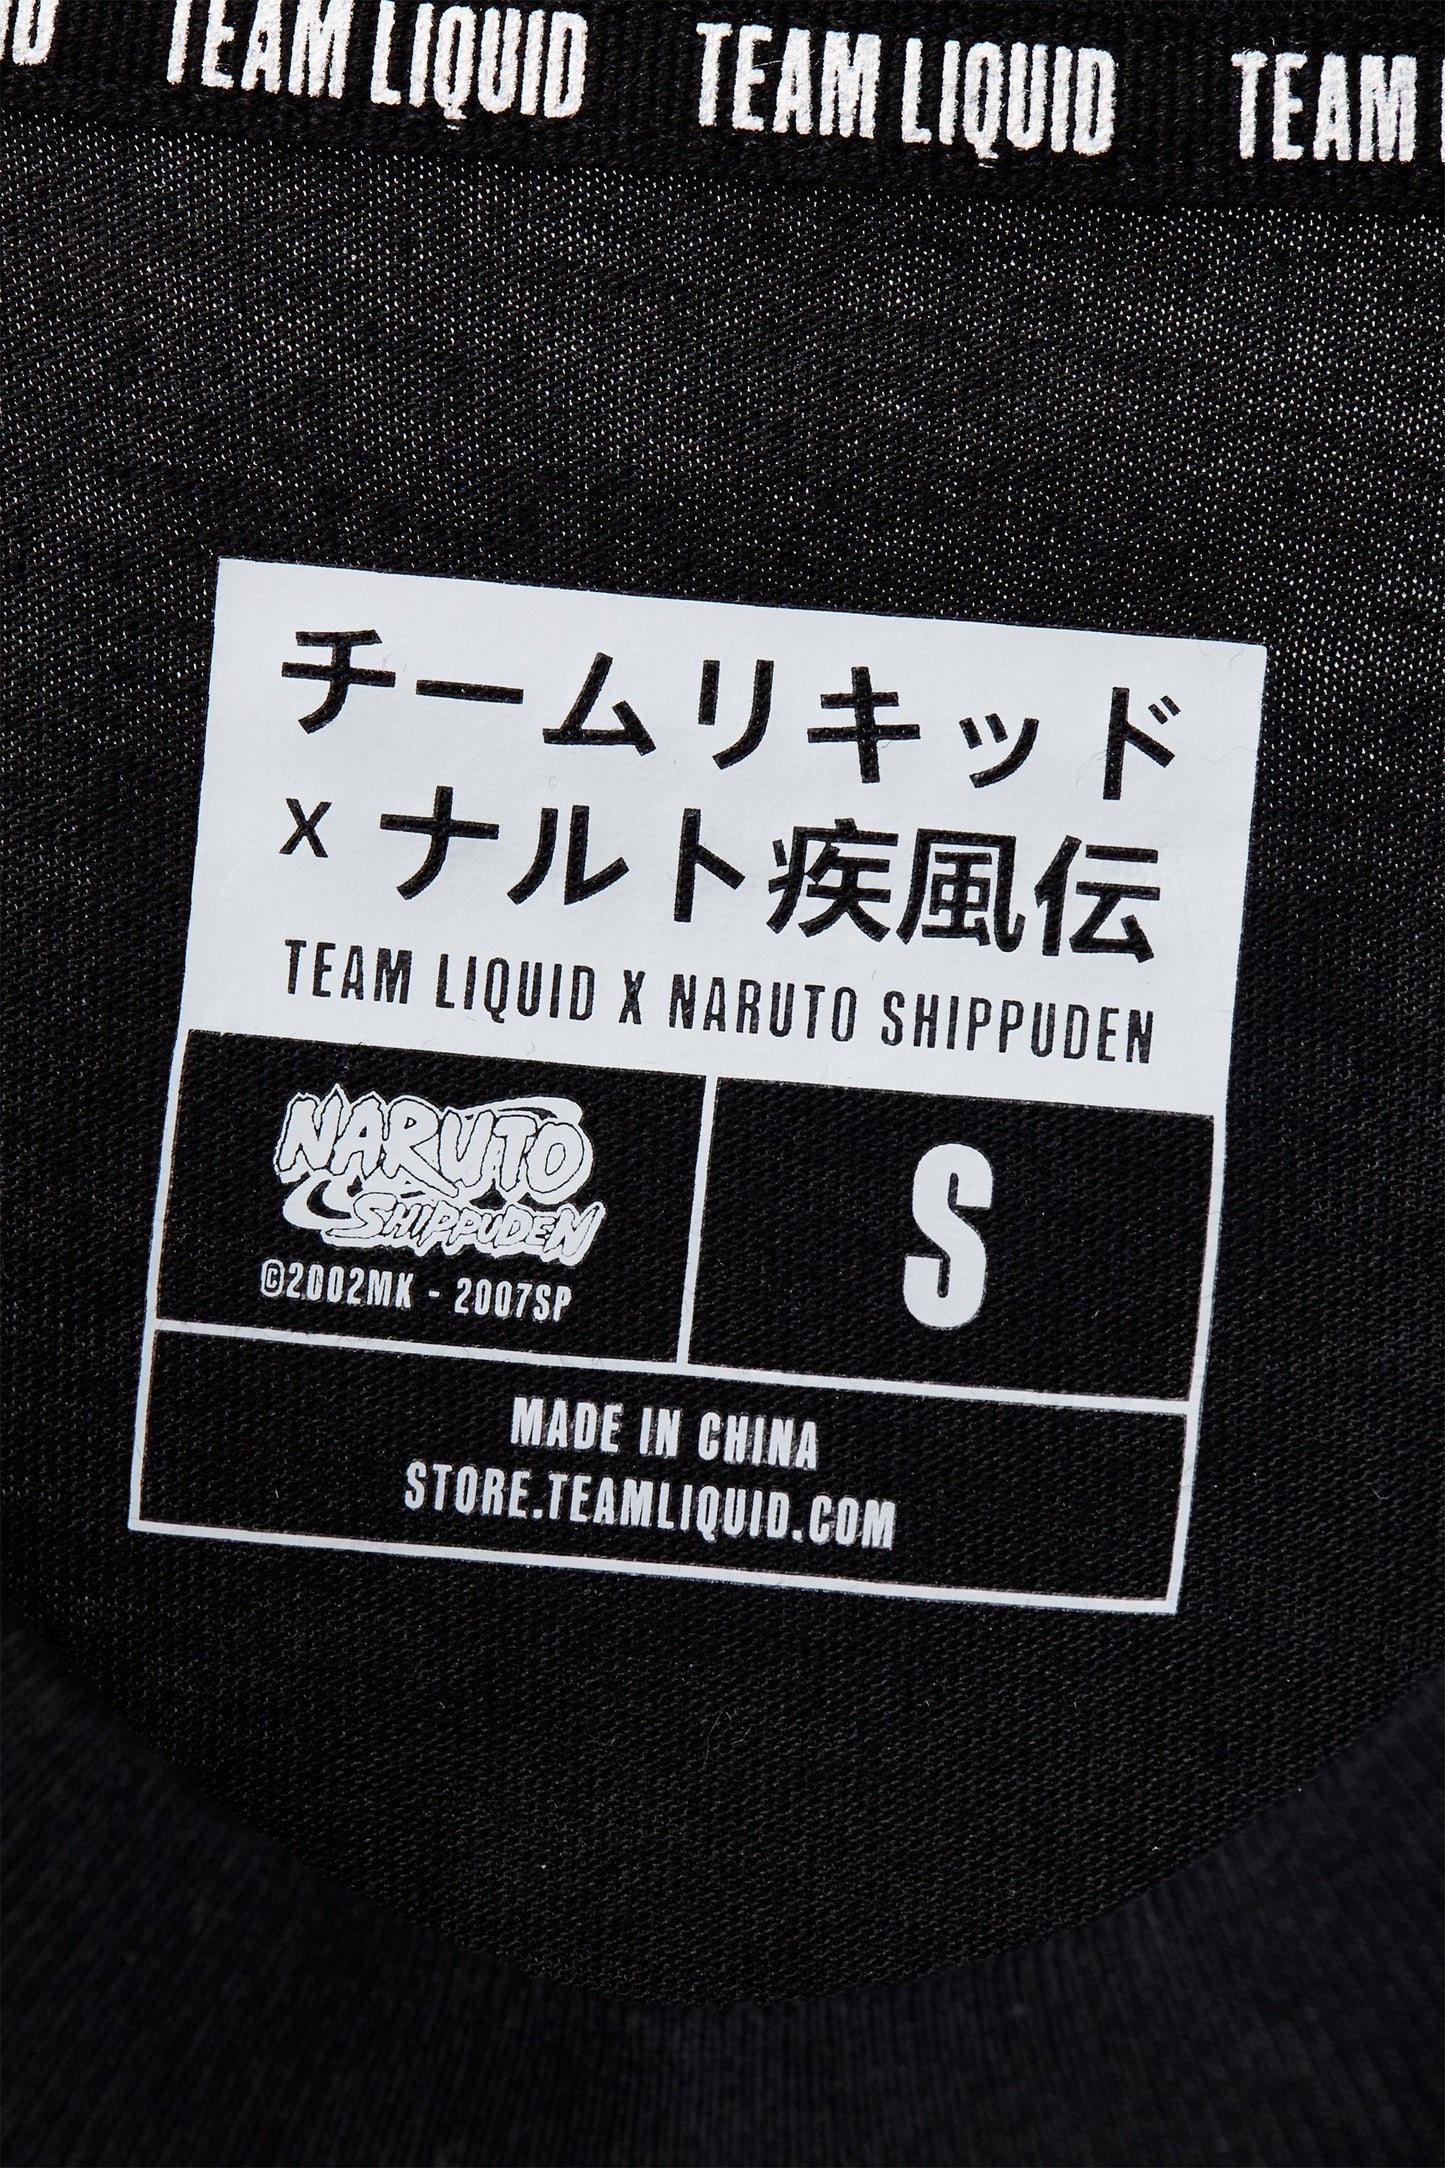 TEAM LIQUID TEAM LIQUID TEAM
チームリキッド
x ナルト疾風伝
TEAM LIQUID X NARUTO SHIPPUDEN
NARUTO
SHIPPUDEN
©2002MK - 2007SP
S
MADE IN CHINA
STORE.TEAMLIQUID.COM